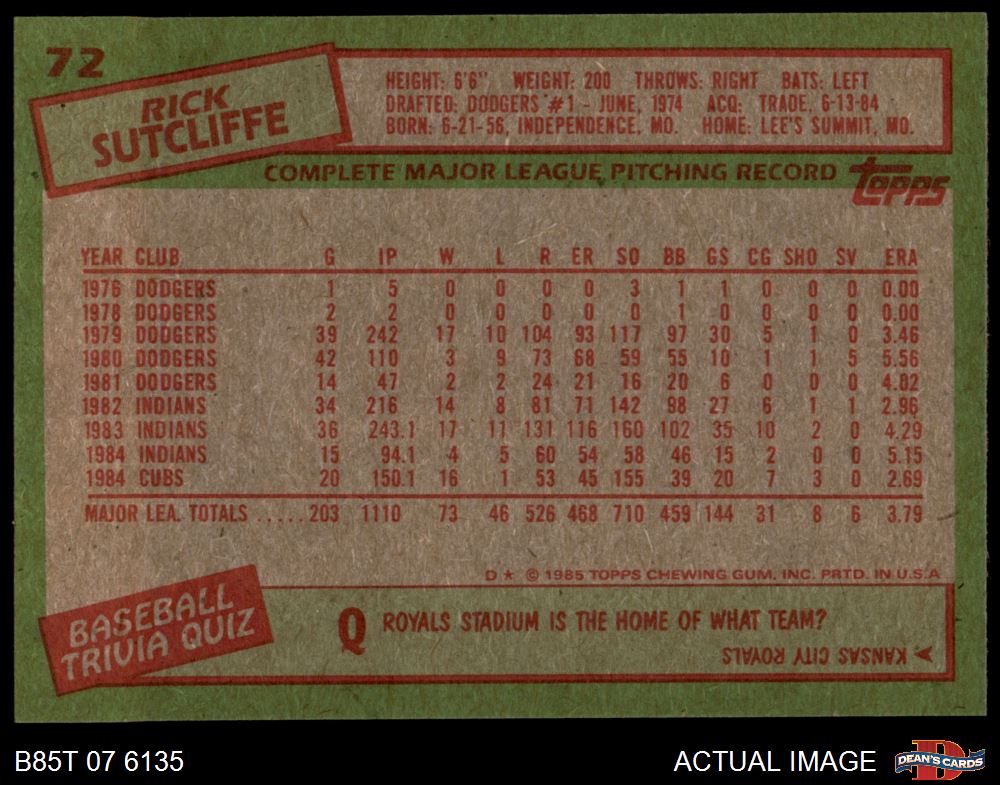 72
RICK
SUTCLIFFE
HEIGHT: 6'6" WEIGHT: 200 THROWS: RIGHT BATS: LEFT
DRAFTED: DODGERS #1 - JUNE, 1974 ACQ: TRADE, 6-13-84
BORN: 6-21-56, INDEPENDENCE, MO. HOME: LEE'S SUMMIT, MO.
COMPLETE MAJOR LEAGUE PITCHING RECORD
topps
YEAR CLUB G IP W L R ER SO BB GS CG SHO SV ERA
1976 DODGERS 1 5 0 0 0 0 3 1 1 0 0 0 0.00
1978 DODGERS 2 2 0 0 0 0 0 1 0 0 0 0 0.00
1979 DODGERS 39 242 17 10 104 93 117 97 30 5 1 0 3.46
1980 DODGERS 42 110 3 9 73 68 59 55 10 1 1 5 5.56
1981 DODGERS 14 47 2 2 24 21 16 20 6 0 0 0 4.02
1982 INDIANS 34 216 14 8 81 71 142 98 27 6 1 1 2.96
1983 INDIANS 36 243.1 17 11 131 116 160 102 35 10 2 0 4.29
1984 INDIANS 15 94.1 4 5 60 54 58 46 15 2 0 0 5.15
1984 CUBS 20 150.1 16 1 53 45 155 39 20 7 3 0 2.69
MAJOR LEA. TOTALS ..... 203 1110 73 46 526 468 710 459 144 31 8 6 3.79
D * © 1985 TOPPS CHEWING GUM, INC. PRTD. IN U.S.A
BASEBALL
TRIVIA QUIZ
Q ROYALS STADIUM IS THE HOME OF WHAT TEAM?
KANSAS CITY ROYALS
B85T 07 6135
ACTUAL IMAGE
D
DEAN'S CARDS